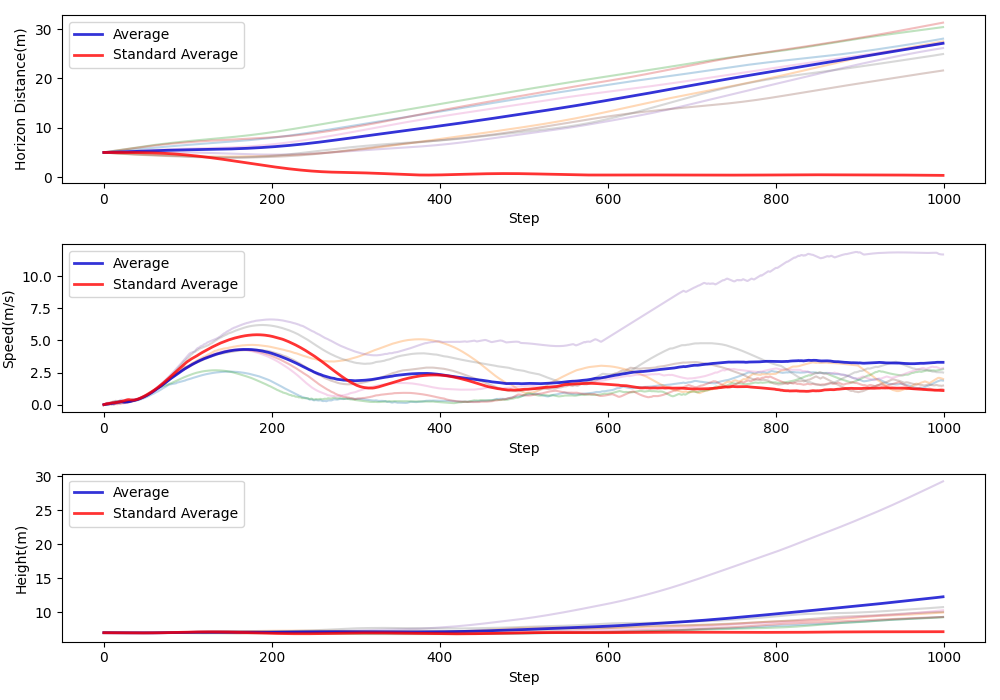 Horizon Distance(m)
30
20
10
0
Average
Standard Average
0 200 400 600 800 1000
Step
Speed(m/s)
10.0
7.5
5.0
2.5
0.0
Average
Standard Average
0 200 400 600 800 1000
Step
Height(m)
30
25
20
15
10
Average
Standard Average
0 200 400 600 800 1000
Step